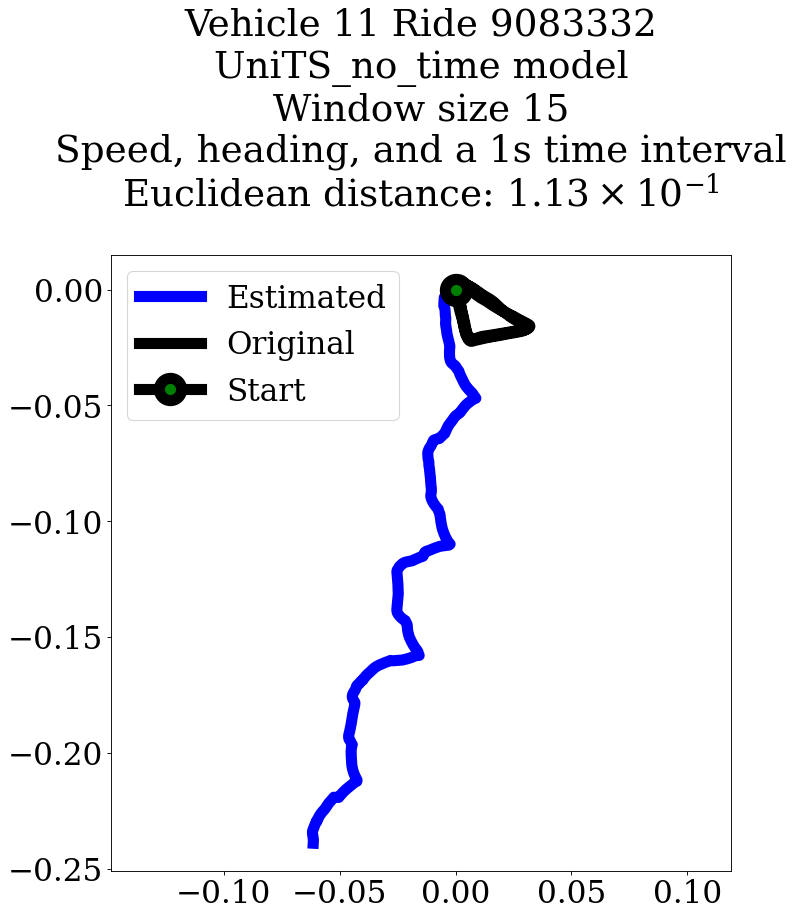 Vehicle 11 Ride 9083332
UniTS_no_time model
Window size 15
Speed, heading, and a 1s time interval
Euclidean distance: 1.13 × 10⁻¹
Estimated
Original
Start
0.00
−0.05
−0.10
−0.15
−0.20
−0.25
−0.10 −0.05 0.00 0.05 0.10